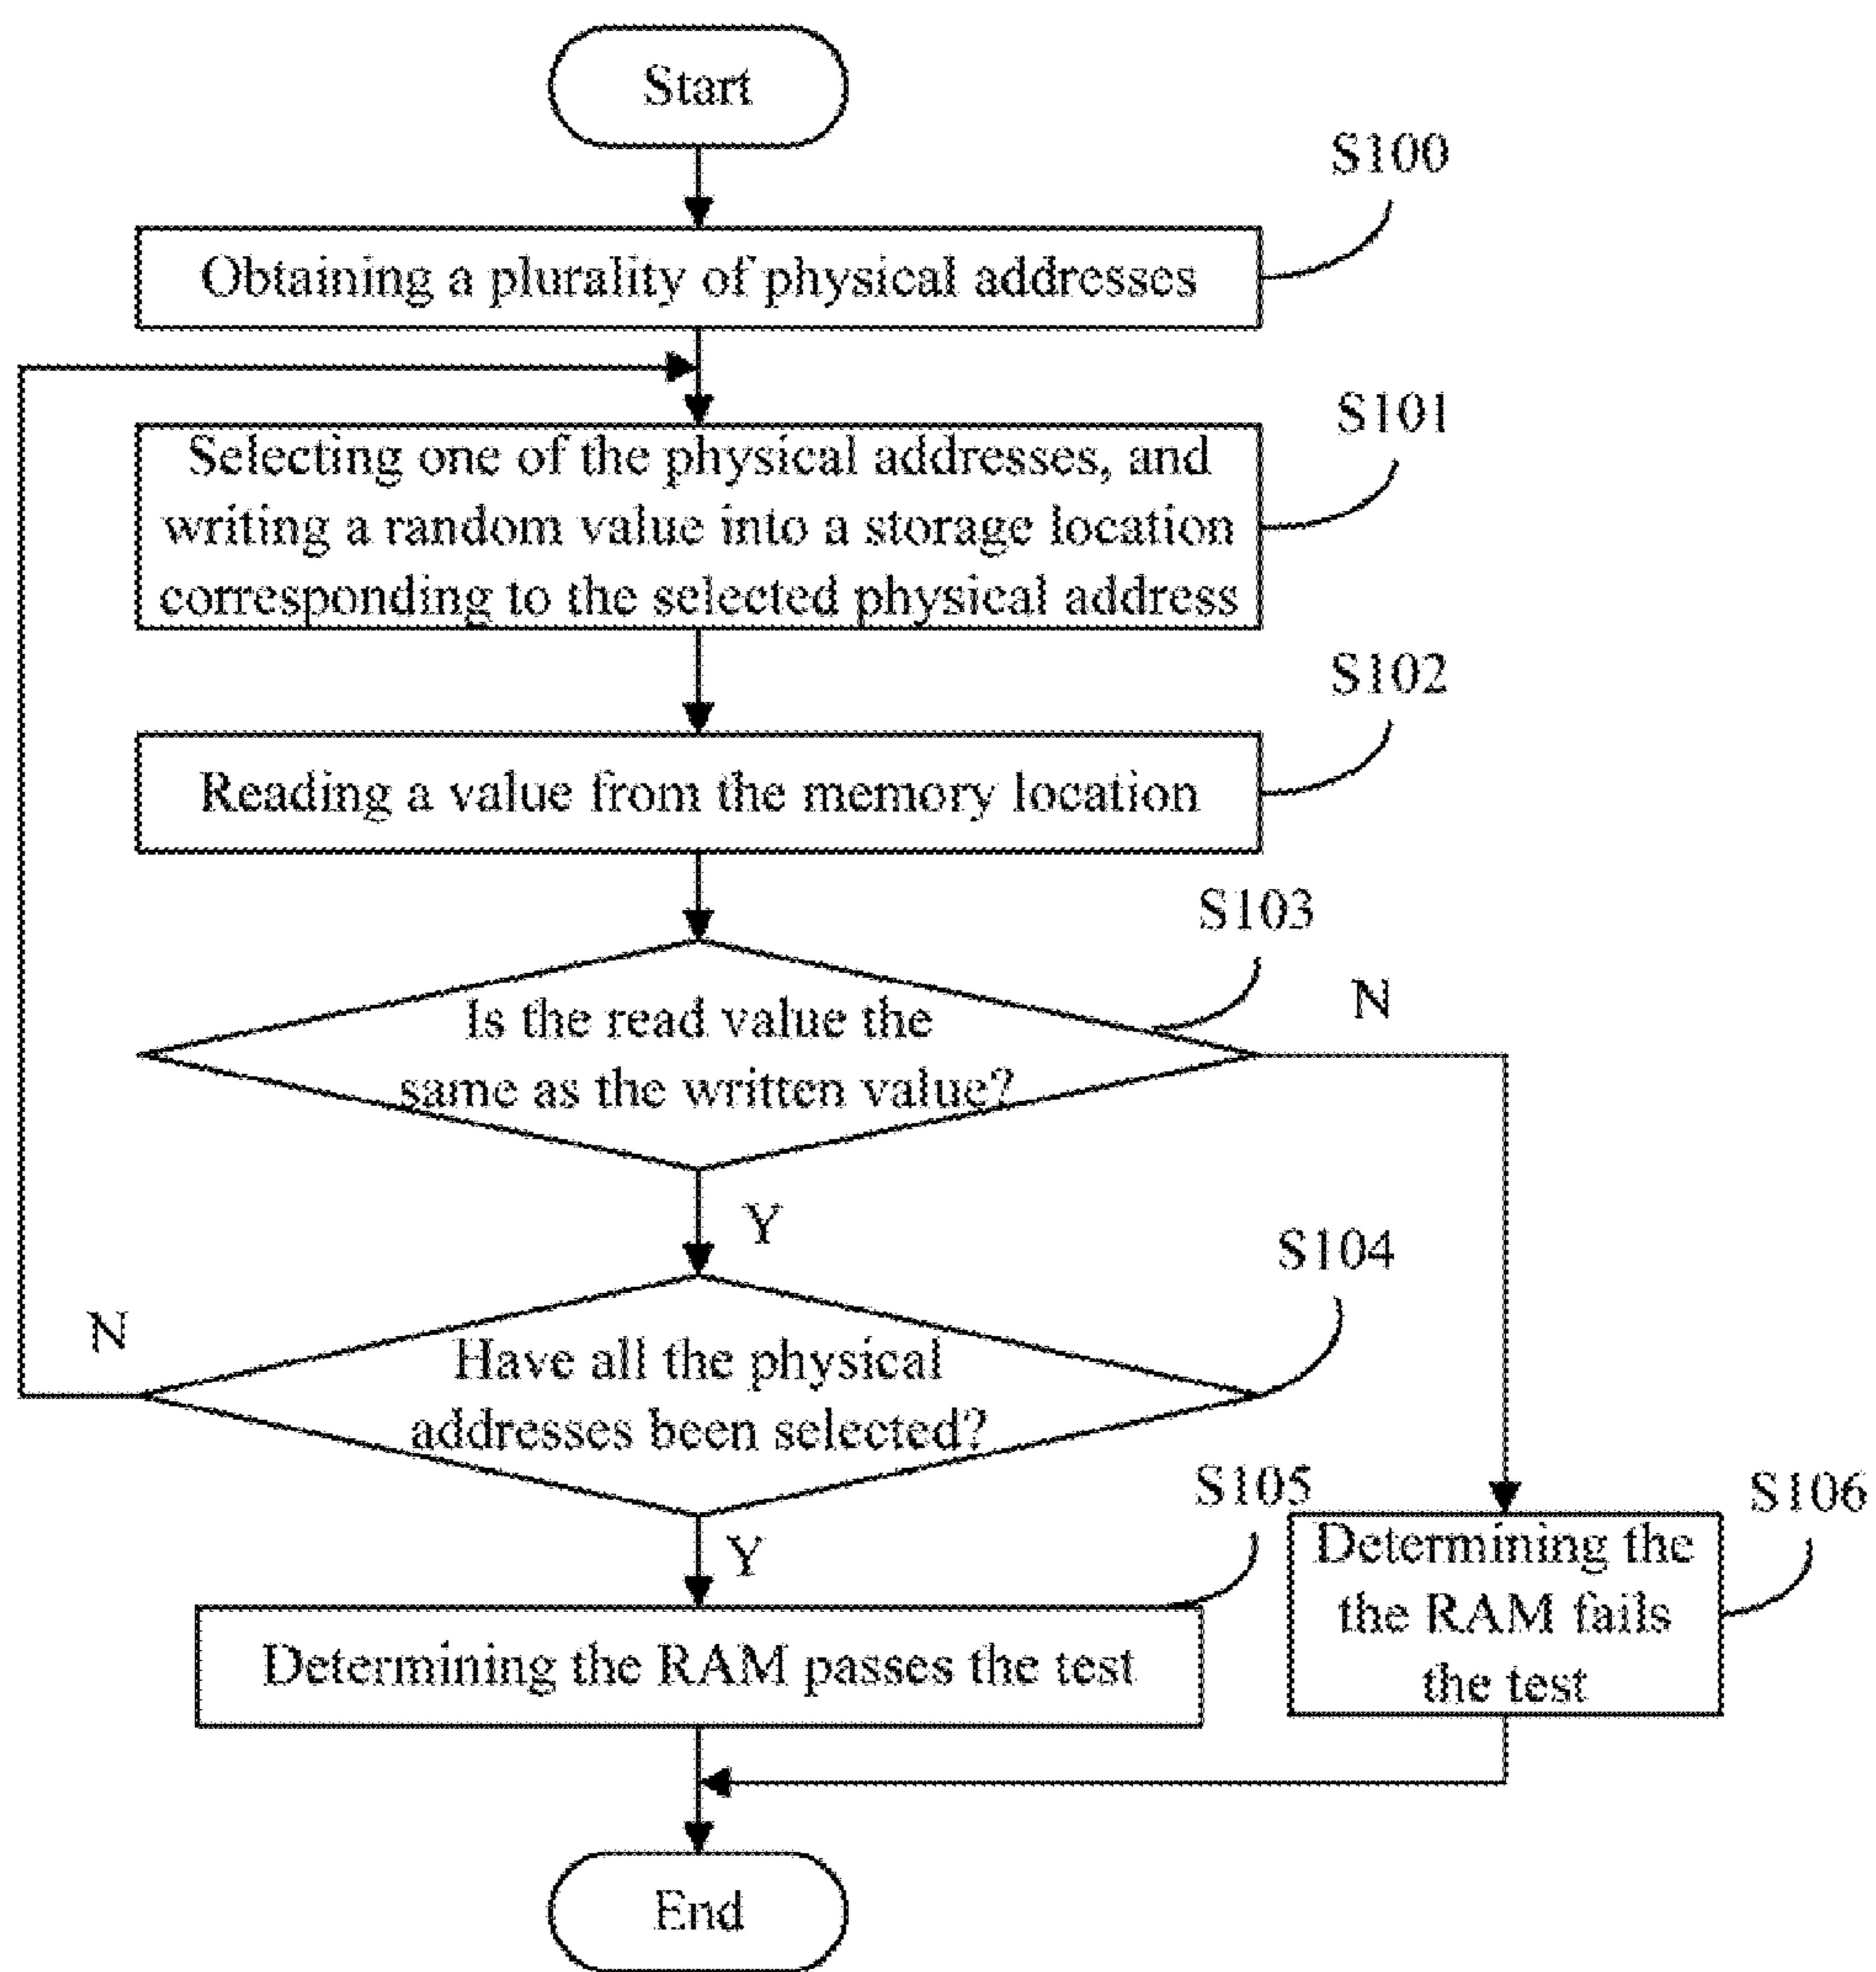 Start
S100
Obtaining a plurality of physical addresses
S101
Selecting one of the physical addresses, and
writing a random value into a storage location
corresponding to the selected physical address
S102
Reading a value from the memory location
S103
N
Is the read value the
same as the written value?
Y
S104
N
Have all the physical
addresses been selected?
S105
S106
Y
Determining the
the RAM fails
the test
Determining the RAM passes the test
End